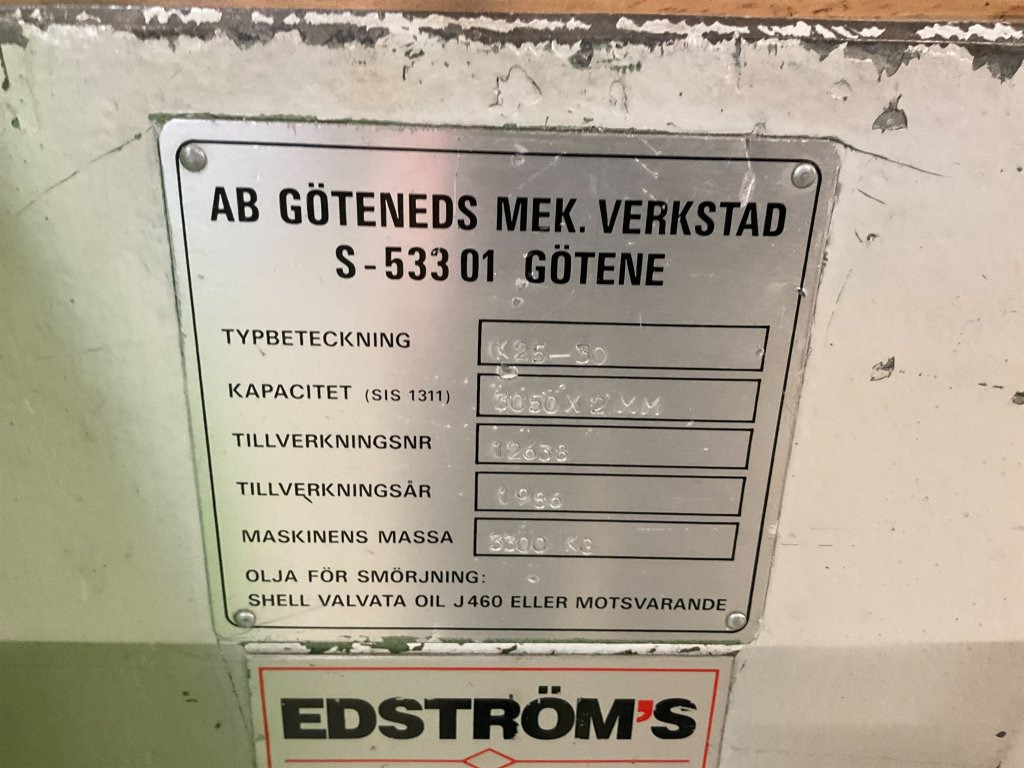 AB GÖTENEDS MEK. VERKSTAD
S-533 01 GÖTENE
TYPBETECKNING K25-30
KAPACITET (SIS 1311) 3050 X 2 MM
TILLVERKNINGSNR 12638
TILLVERKNINGSÅR 1986
MASKINENS MASSA 3300 KG
OLJA FÖR SMÖRJNING:
SHELL VALVATA OIL J460 ELLER MOTSVARANDE
EDSTRÖM'S